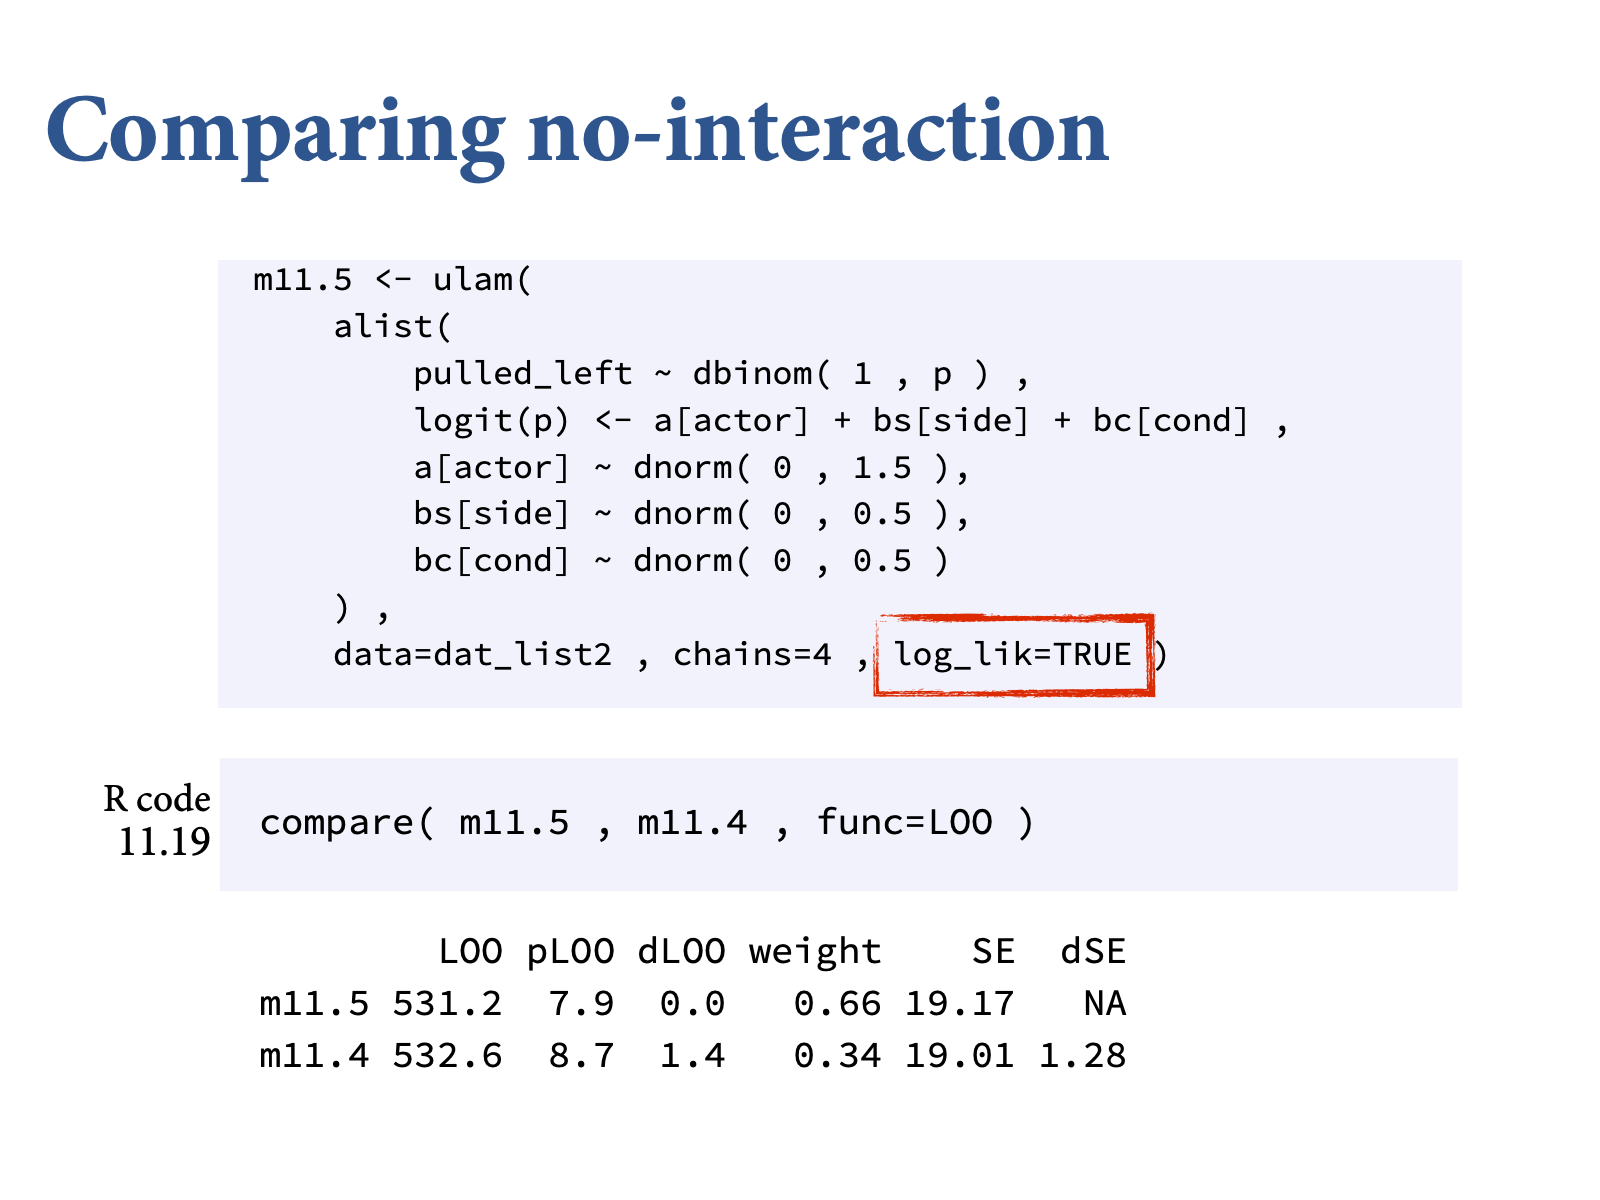 Comparing no-interaction
m11.5 <- ulam(
    alist(
        pulled_left ~ dbinom( 1 , p ) ,
        logit(p) <- a[actor] + bs[side] + bc[cond] ,
        a[actor] ~ dnorm( 0 , 1.5 ),
        bs[side] ~ dnorm( 0 , 0.5 ),
        bc[cond] ~ dnorm( 0 , 0.5 )
    ) ,
    data=dat_list2 , chains=4 , log_lik=TRUE )
R code
11.19
compare( m11.5 , m11.4 , func=LOO )
        LOO pLOO dLOO weight    SE  dSE
m11.5 531.2  7.9  0.0   0.66 19.17   NA
m11.4 532.6  8.7  1.4   0.34 19.01 1.28